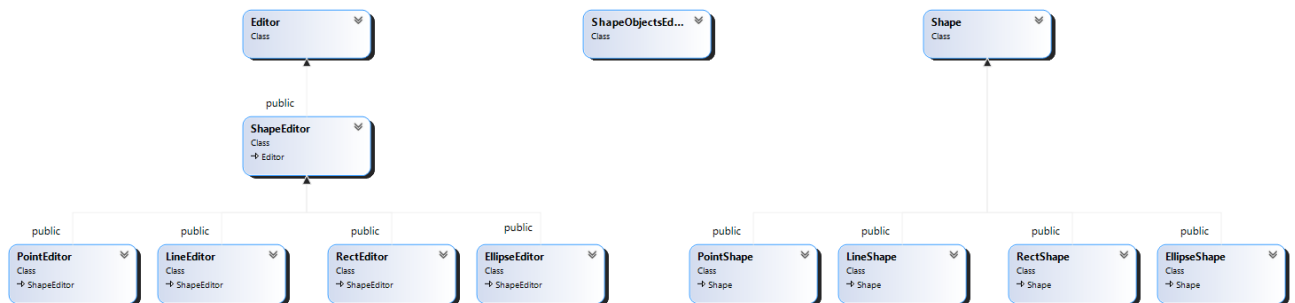 Editor
Class
ShapeObjectsEd...
Class
Shape
Class
public
ShapeEditor
Class
Editor
public
public
public
public
public
public
public
public
PointEditor
Class
ShapeEditor
LineEditor
Class
ShapeEditor
RectEditor
Class
ShapeEditor
EllipseEditor
Class
ShapeEditor
PointShape
Class
Shape
LineShape
Class
Shape
RectShape
Class
Shape
EllipseShape
Class
Shape